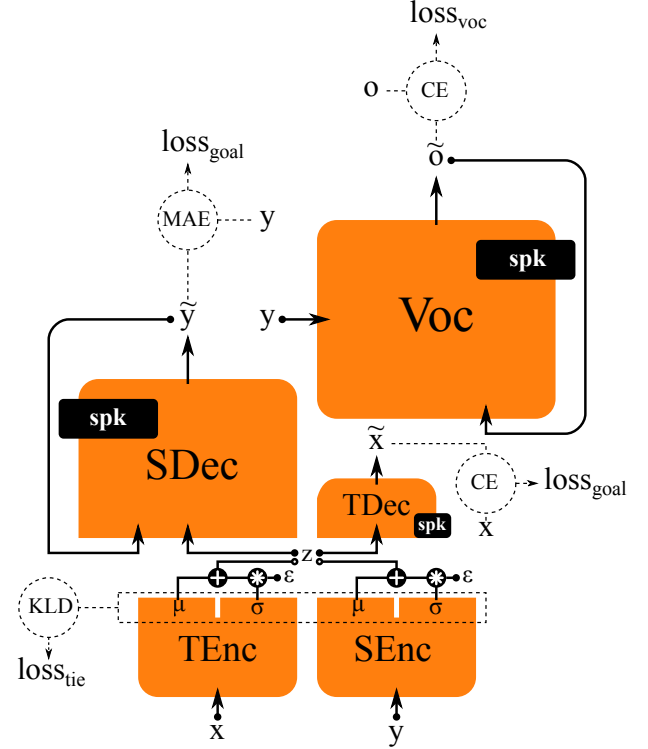 loss_voc
o CE
õ
loss_goal
MAE y
spk
Voc
ỹ y
spk
SDec
x̃
CE loss_goal
x
TDec
spk
z
ε ε
KLD μ σ μ σ
TEnc SEnc
loss_tie
x y